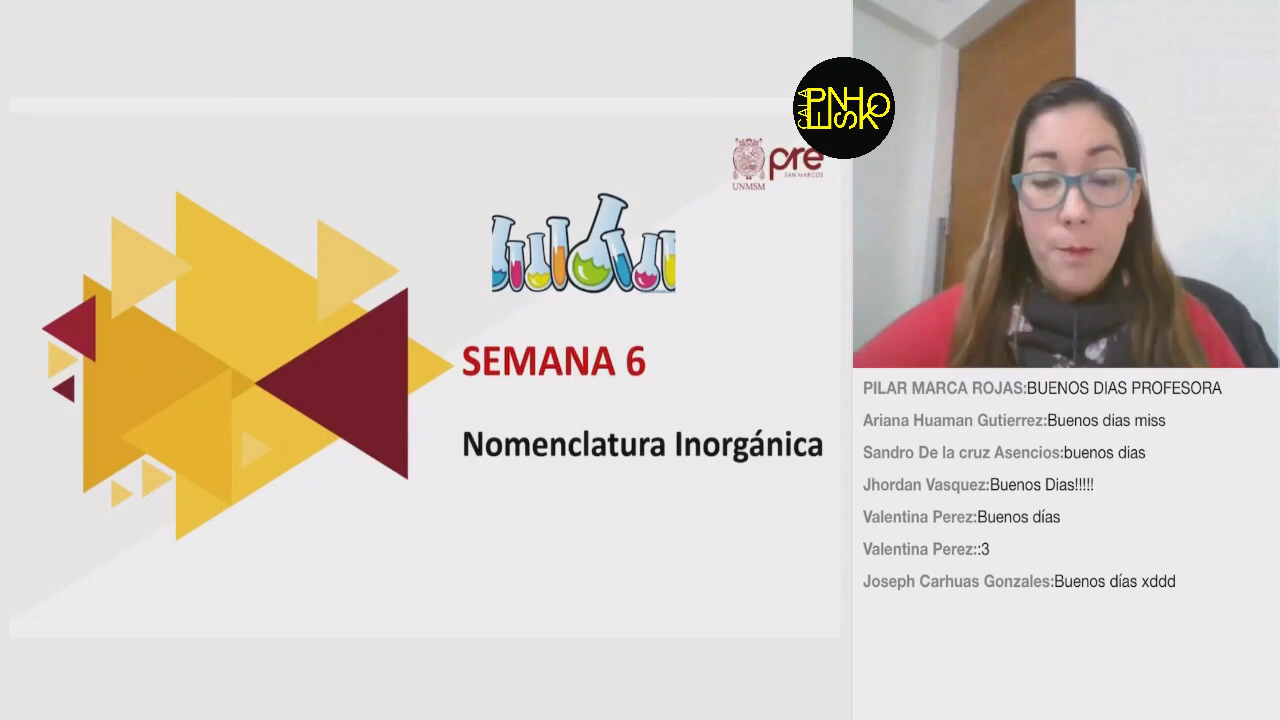 CALA
PENHOESKO
pre
SAN MARCOS
UNMSM
SEMANA 6
Nomenclatura Inorgánica
PILAR MARCA ROJAS:BUENOS DIAS PROFESORA
Ariana Huaman Gutierrez:Buenos dias miss
Sandro De la cruz Asencios:buenos dias
Jhordan Vasquez:Buenos Dias!!!!!
Valentina Perez:Buenos días
Valentina Perez::3
Joseph Carhuas Gonzales:Buenos días xddd